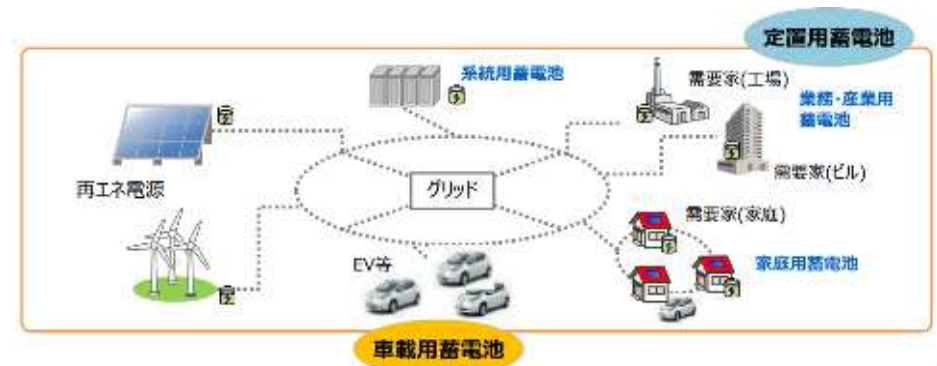 定置用蓄電池
系統用蓄電池
需要家(工場)
業務・産業用
蓄電池
再エネ電源
グリッド
需要家(ビル)
需要家(家庭)
EV等
家庭用蓄電池
車載用蓄電池